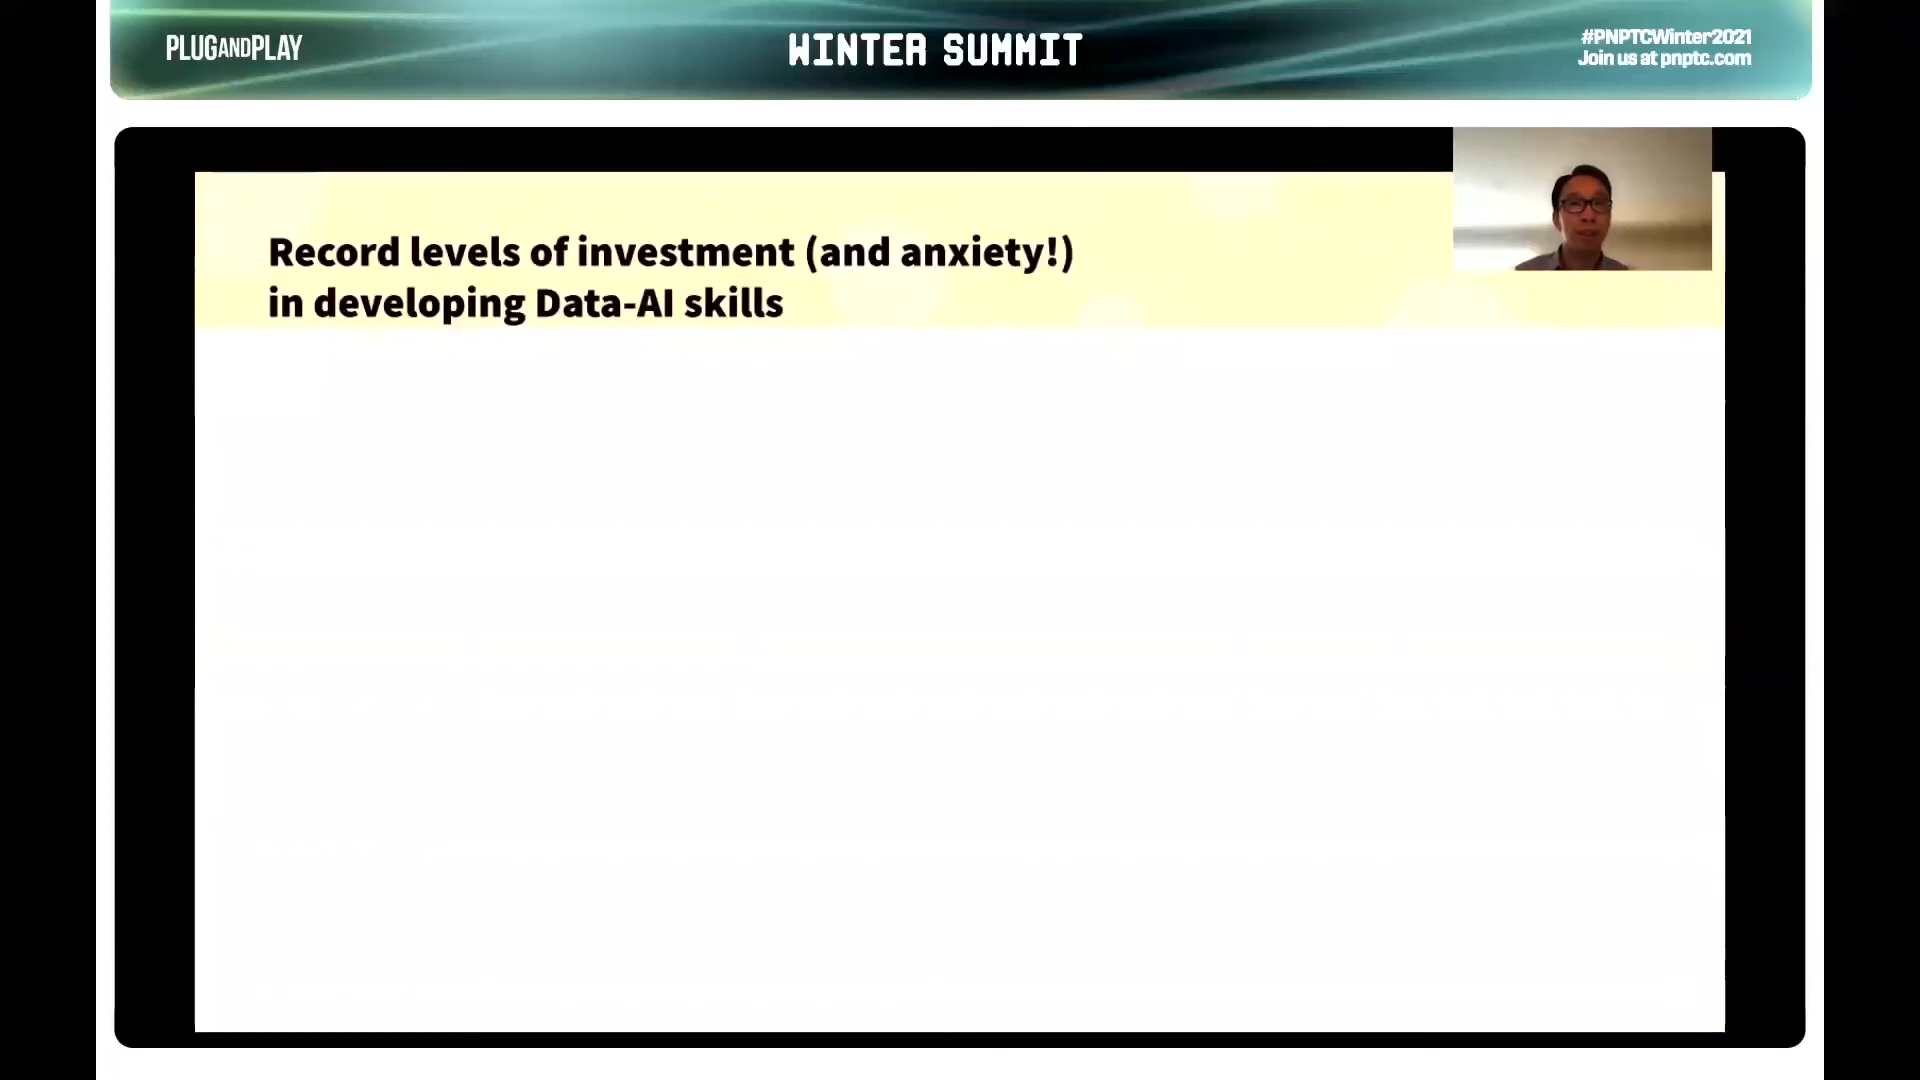 PLUGANDPLAY
WINTER SUMMIT
#PNPTCWinter2021
Join us at pnptc.com
Record levels of investment (and anxiety!)
in developing Data-AI skills